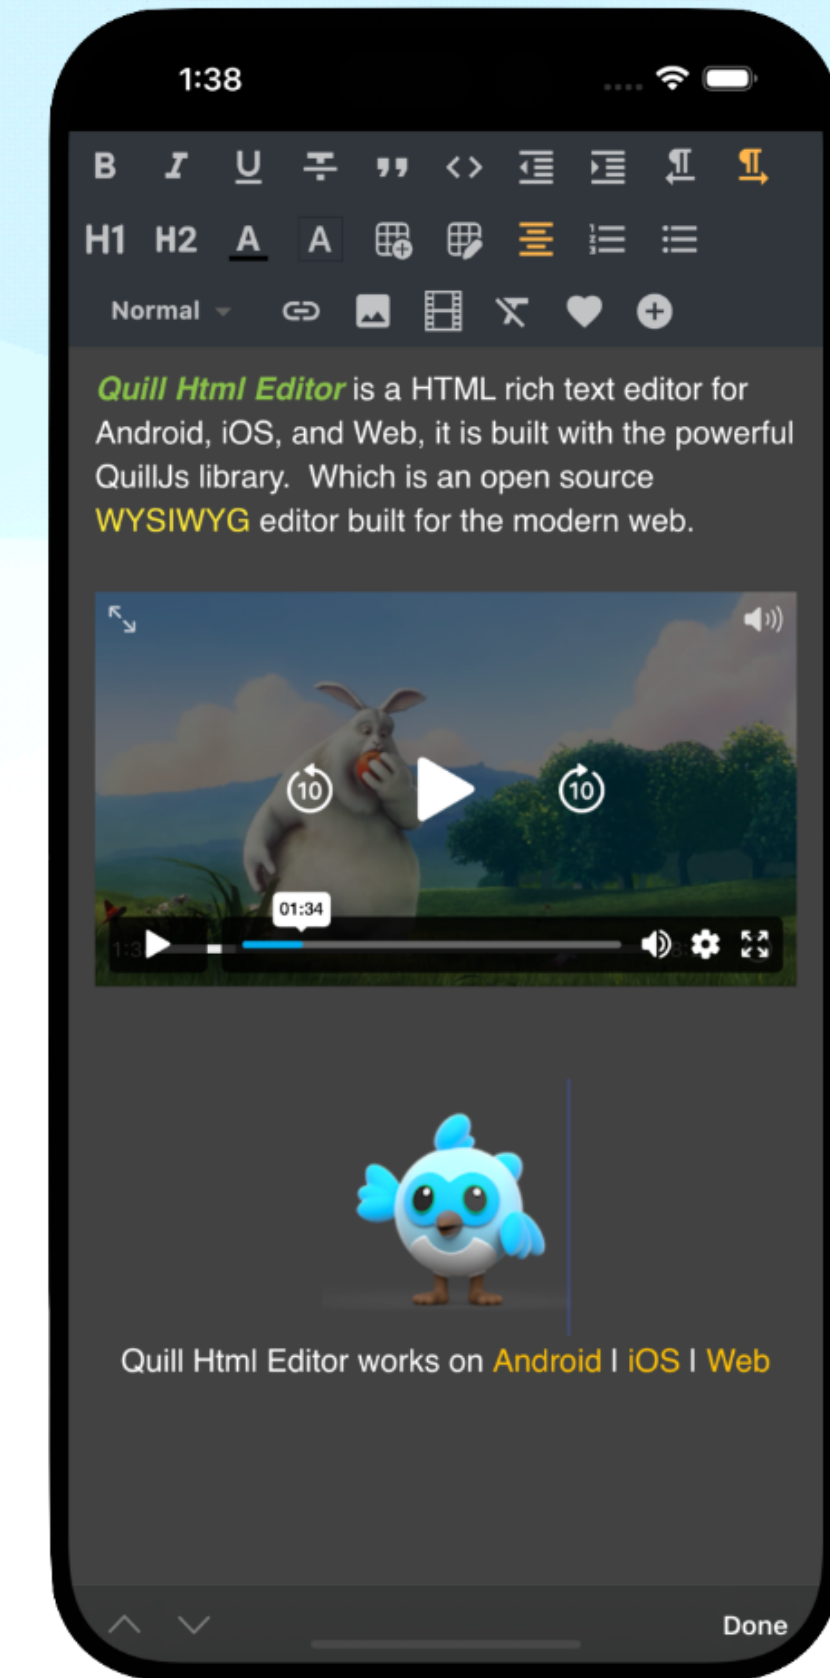 1:38
B I U
H1 H2 A A
Normal
Quill Html Editor is a HTML rich text editor for
Android, iOS, and Web, it is built with the powerful
QuillJs library.  Which is an open source
WYSIWYG editor built for the modern web.
10 10
01:34
Quill Html Editor works on Android | iOS | Web
Done